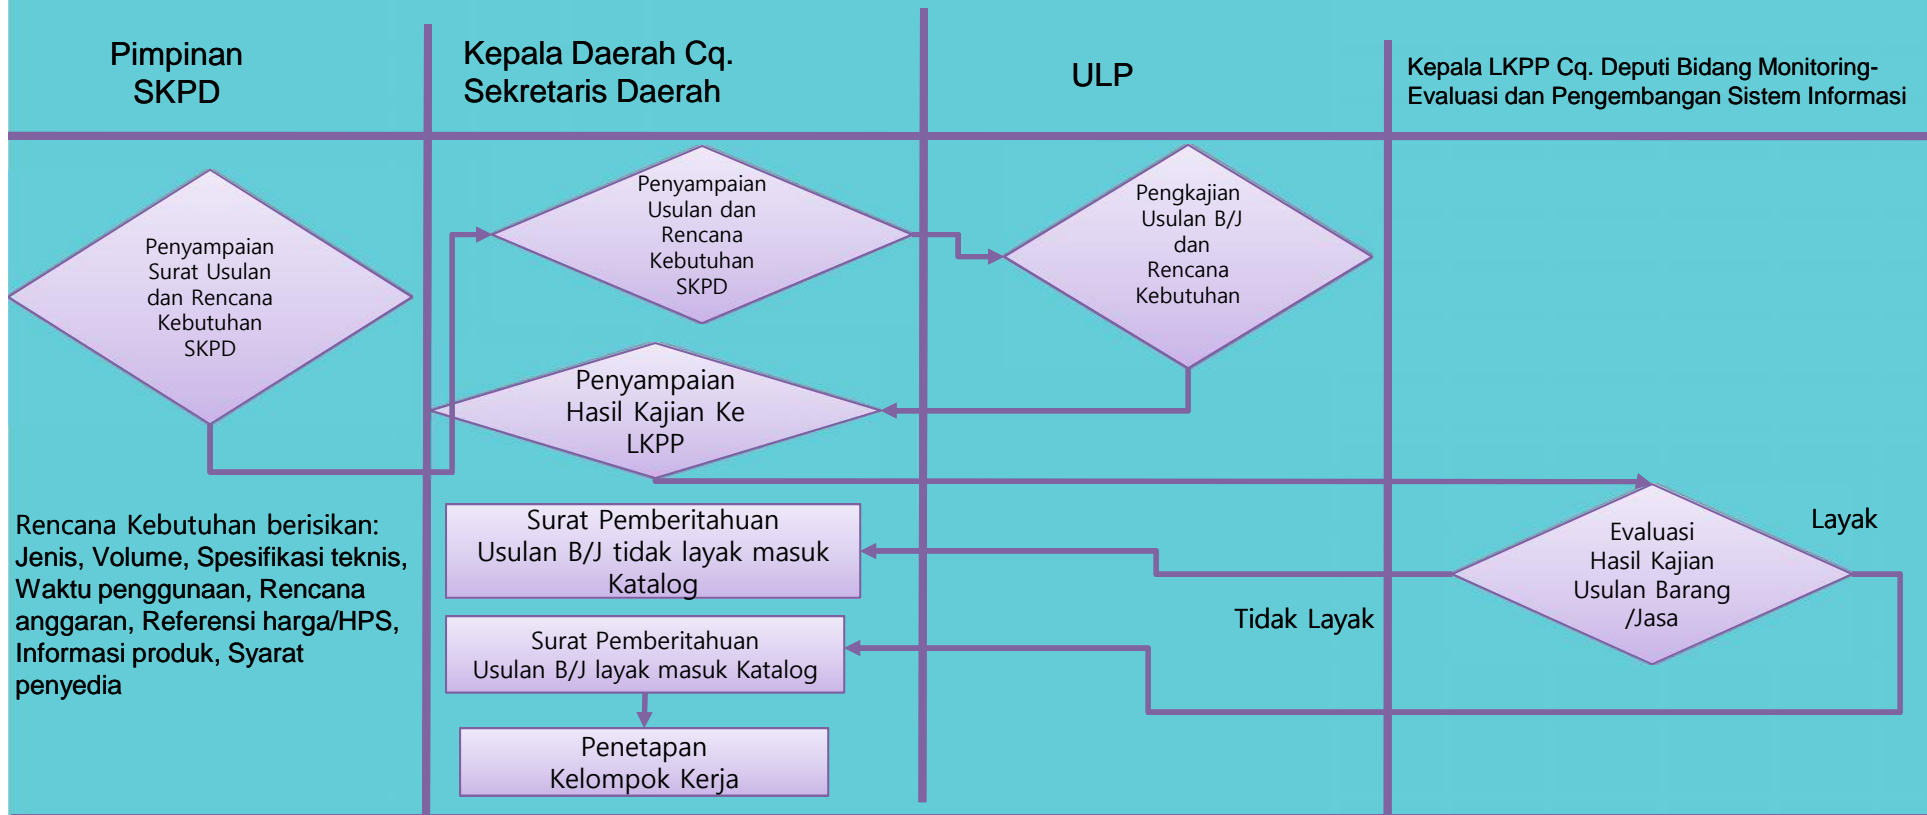 Pimpinan
SKPD
Kepala Daerah Cq.
Sekretaris Daerah
ULP
Kepala LKPP Cq. Deputi Bidang Monitoring-
Evaluasi dan Pengembangan Sistem Informasi
Penyampaian
Surat Usulan
dan Rencana
Kebutuhan
SKPD
Penyampaian
Usulan dan
Rencana
Kebutuhan
SKPD
Pengkajian
Usulan B/J
dan
Rencana
Kebutuhan
Penyampaian
Hasil Kajian Ke
LKPP
Rencana Kebutuhan berisikan:
Jenis, Volume, Spesifikasi teknis,
Waktu penggunaan, Rencana
anggaran, Referensi harga/HPS,
Informasi produk, Syarat
penyedia
Surat Pemberitahuan
Usulan B/J tidak layak masuk
Katalog
Evaluasi
Hasil Kajian
Usulan Barang
/Jasa
Layak
Tidak Layak
Surat Pemberitahuan
Usulan B/J layak masuk Katalog
Penetapan
Kelompok Kerja